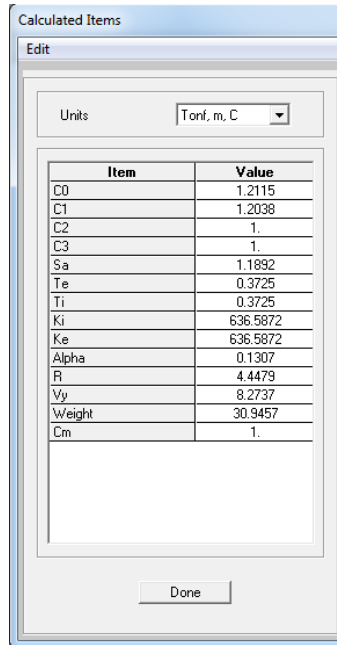 Calculated Items
Edit
Units Tonf, m, C
Item Value
C0 1.2115
C1 1.2038
C2 1.
C3 1.
Sa 1.1892
Te 0.3725
Ti 0.3725
Ki 636.5872
Ke 636.5872
Alpha 0.1307
R 4.4479
Vy 8.2737
Weight 30.9457
Cm 1.
Done